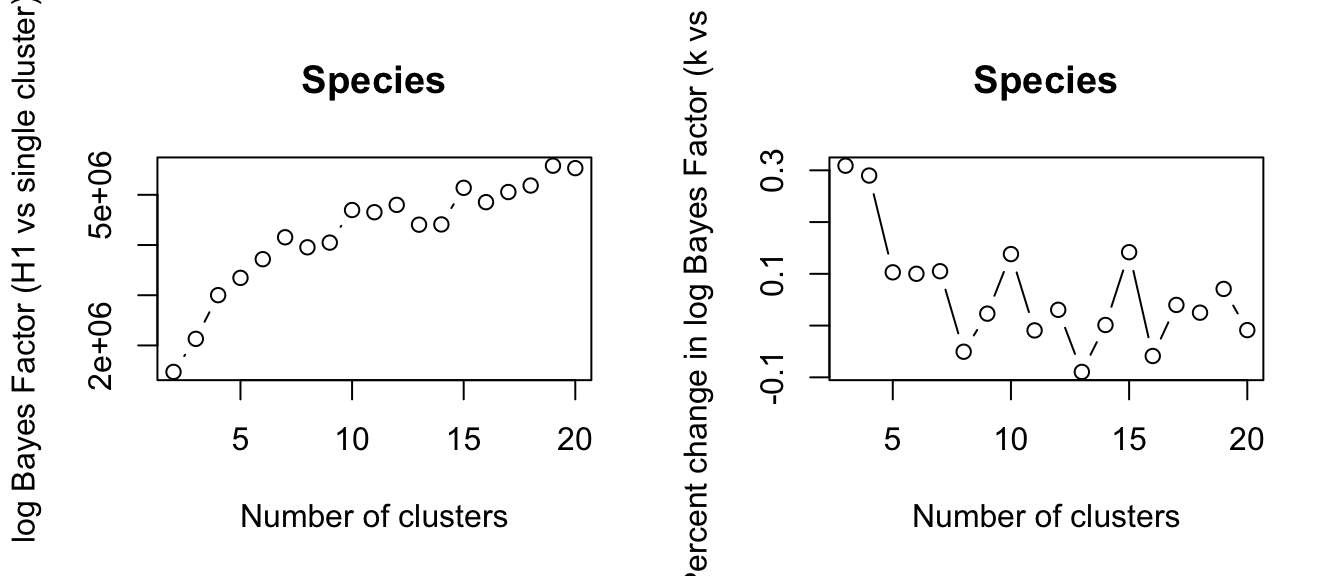 Species
log Bayes Factor (H1 vs single cluster)
5e+06
2e+06
5 10 15 20
Number of clusters
Species
Percent change in log Bayes Factor (k vs
0.3
0.1
-0.1
5 10 15 20
Number of clusters